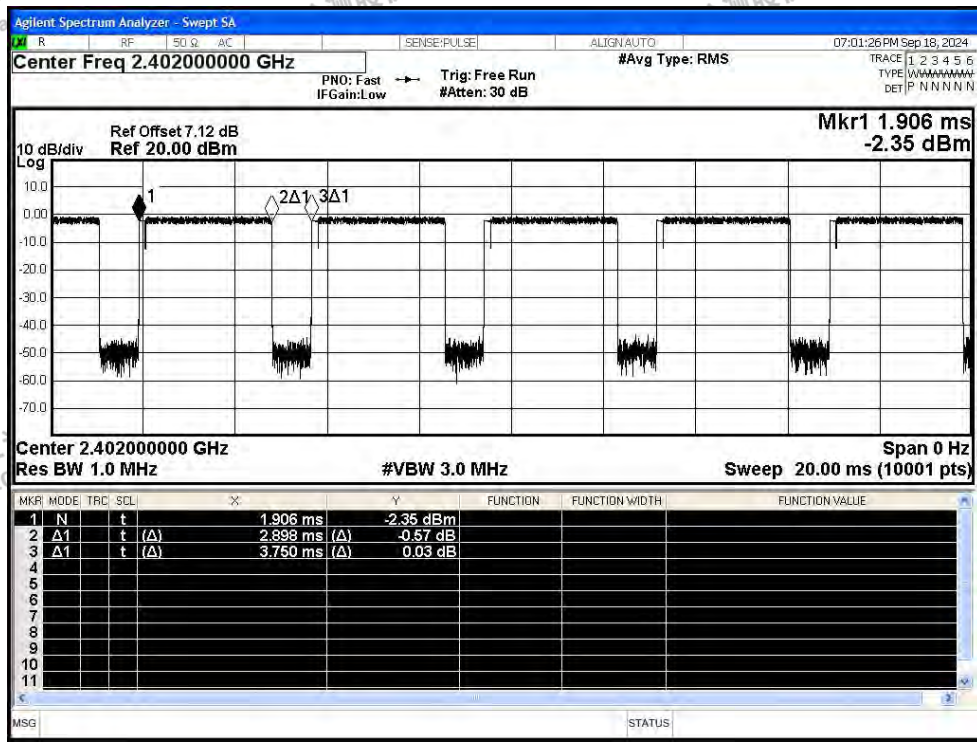 Agilent Spectrum Analyzer - Swept SA
R RF 50 Ω AC SENSE:PULSE ALIGN AUTO 07:01:26 PM Sep 18, 2024
Center Freq 2.402000000 GHz #Avg Type: RMS TRACE 1 2 3 4 5 6
PNO: Fast Trig: Free Run TYPE WWWWWW
IFGain:Low #Atten: 30 dB DET P N N N N N
Mkr1 1.906 ms
Ref Offset 7.12 dB
10 dB/div Ref 20.00 dBm -2.35 dBm
Log
10.0
1 2Δ1 3Δ1
0.00
-10.0
-20.0
-30.0
-40.0
-50.0
-60.0
-70.0
Center 2.402000000 GHz Span 0 Hz
Res BW 1.0 MHz #VBW 3.0 MHz Sweep 20.00 ms (10001 pts)
MKR MODE TRC SCL X Y FUNCTION FUNCTION WIDTH FUNCTION VALUE
1 N t 1.906 ms -2.35 dBm
2 Δ1 t (Δ) 2.898 ms (Δ) -0.57 dB
3 Δ1 t (Δ) 3.750 ms (Δ) 0.03 dB
4
5
6
7
8
9
10
11
MSG STATUS